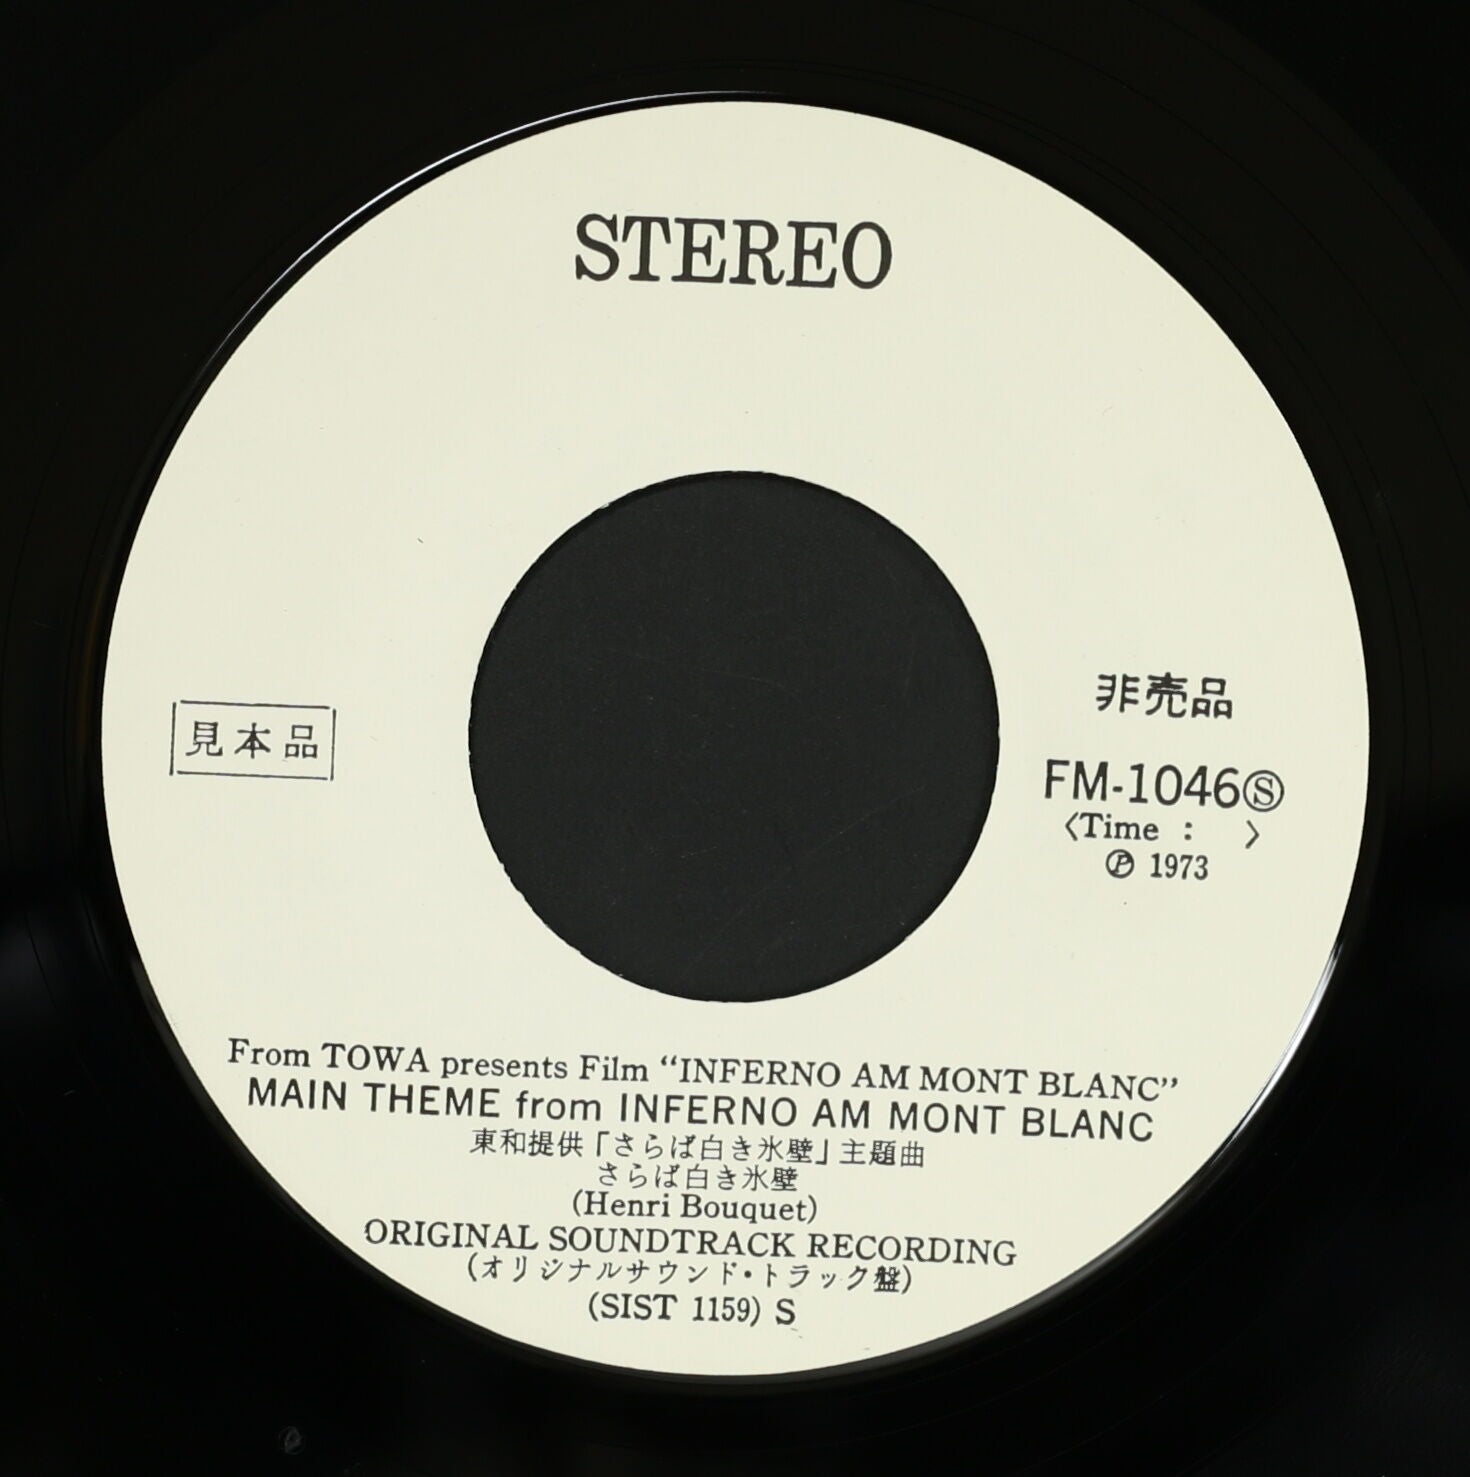 STEREO
見本品
非売品
FM-1046Ⓢ
〈Time : 〉
Ⓟ 1973
From TOWA presents Film “INFERNO AM MONT BLANC”
MAIN THEME from INFERNO AM MONT BLANC
東和提供「さらば白き氷壁」主題曲
さらば白き氷壁
(Henri Bouquet)
ORIGINAL SOUNDTRACK RECORDING
(オリジナルサウンド・トラック盤)
(SIST 1159) S